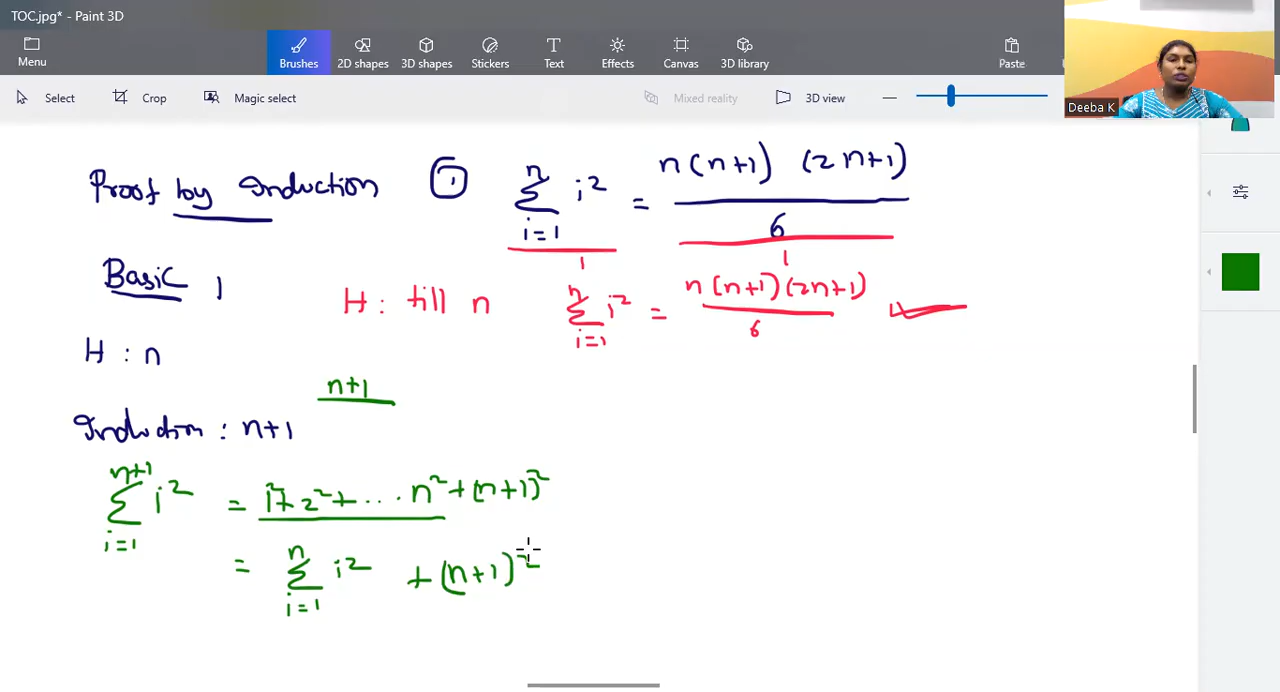 TOC.jpg* - Paint 3D
Menu
Brushes 2D shapes 3D shapes Stickers Text Effects Canvas 3D library Paste
Select Crop Magic select Mixed reality 3D view
Deeba K
Proof by Induction ① n∑i=1 i² = n(n+1) (2n+1) / 6
1 1
Basic 1
H : till n n∑i=1 i² = n(n+1)(2n+1) / 6
H : n
n+1
Induction : n+1
n+1∑i=1 i² = 1²+2²+ ... n² + (n+1)²
= n∑i=1 i² + (n+1)²